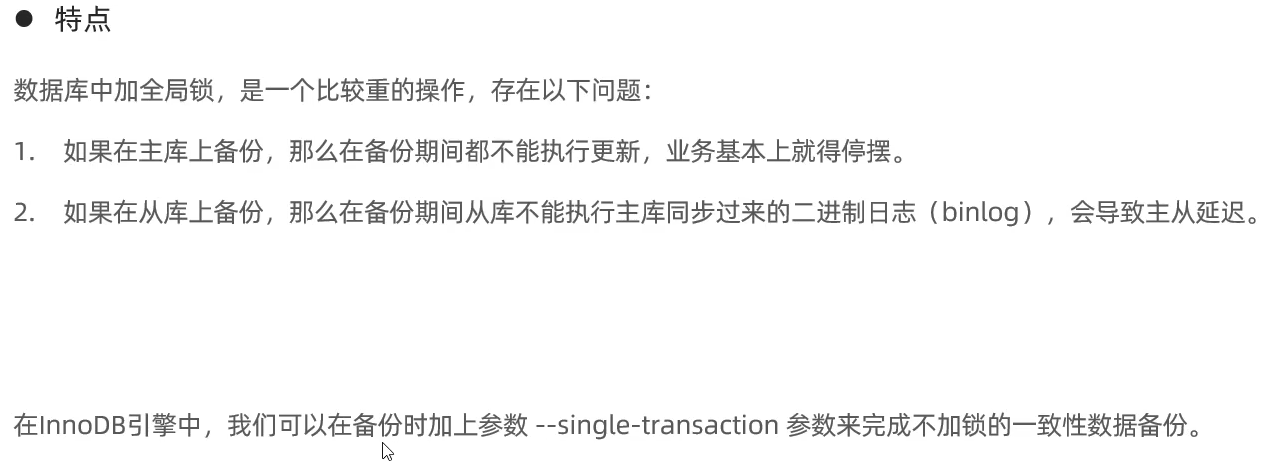 ● 特点
数据库中加全局锁，是一个比较重的操作，存在以下问题：
1. 如果在主库上备份，那么在备份期间都不能执行更新，业务基本上就得停摆。
2. 如果在从库上备份，那么在备份期间从库不能执行主库同步过来的二进制日志（binlog），会导致主从延迟。
在InnoDB引擎中，我们可以在备份时加上参数 --single-transaction 参数来完成不加锁的一致性数据备份。